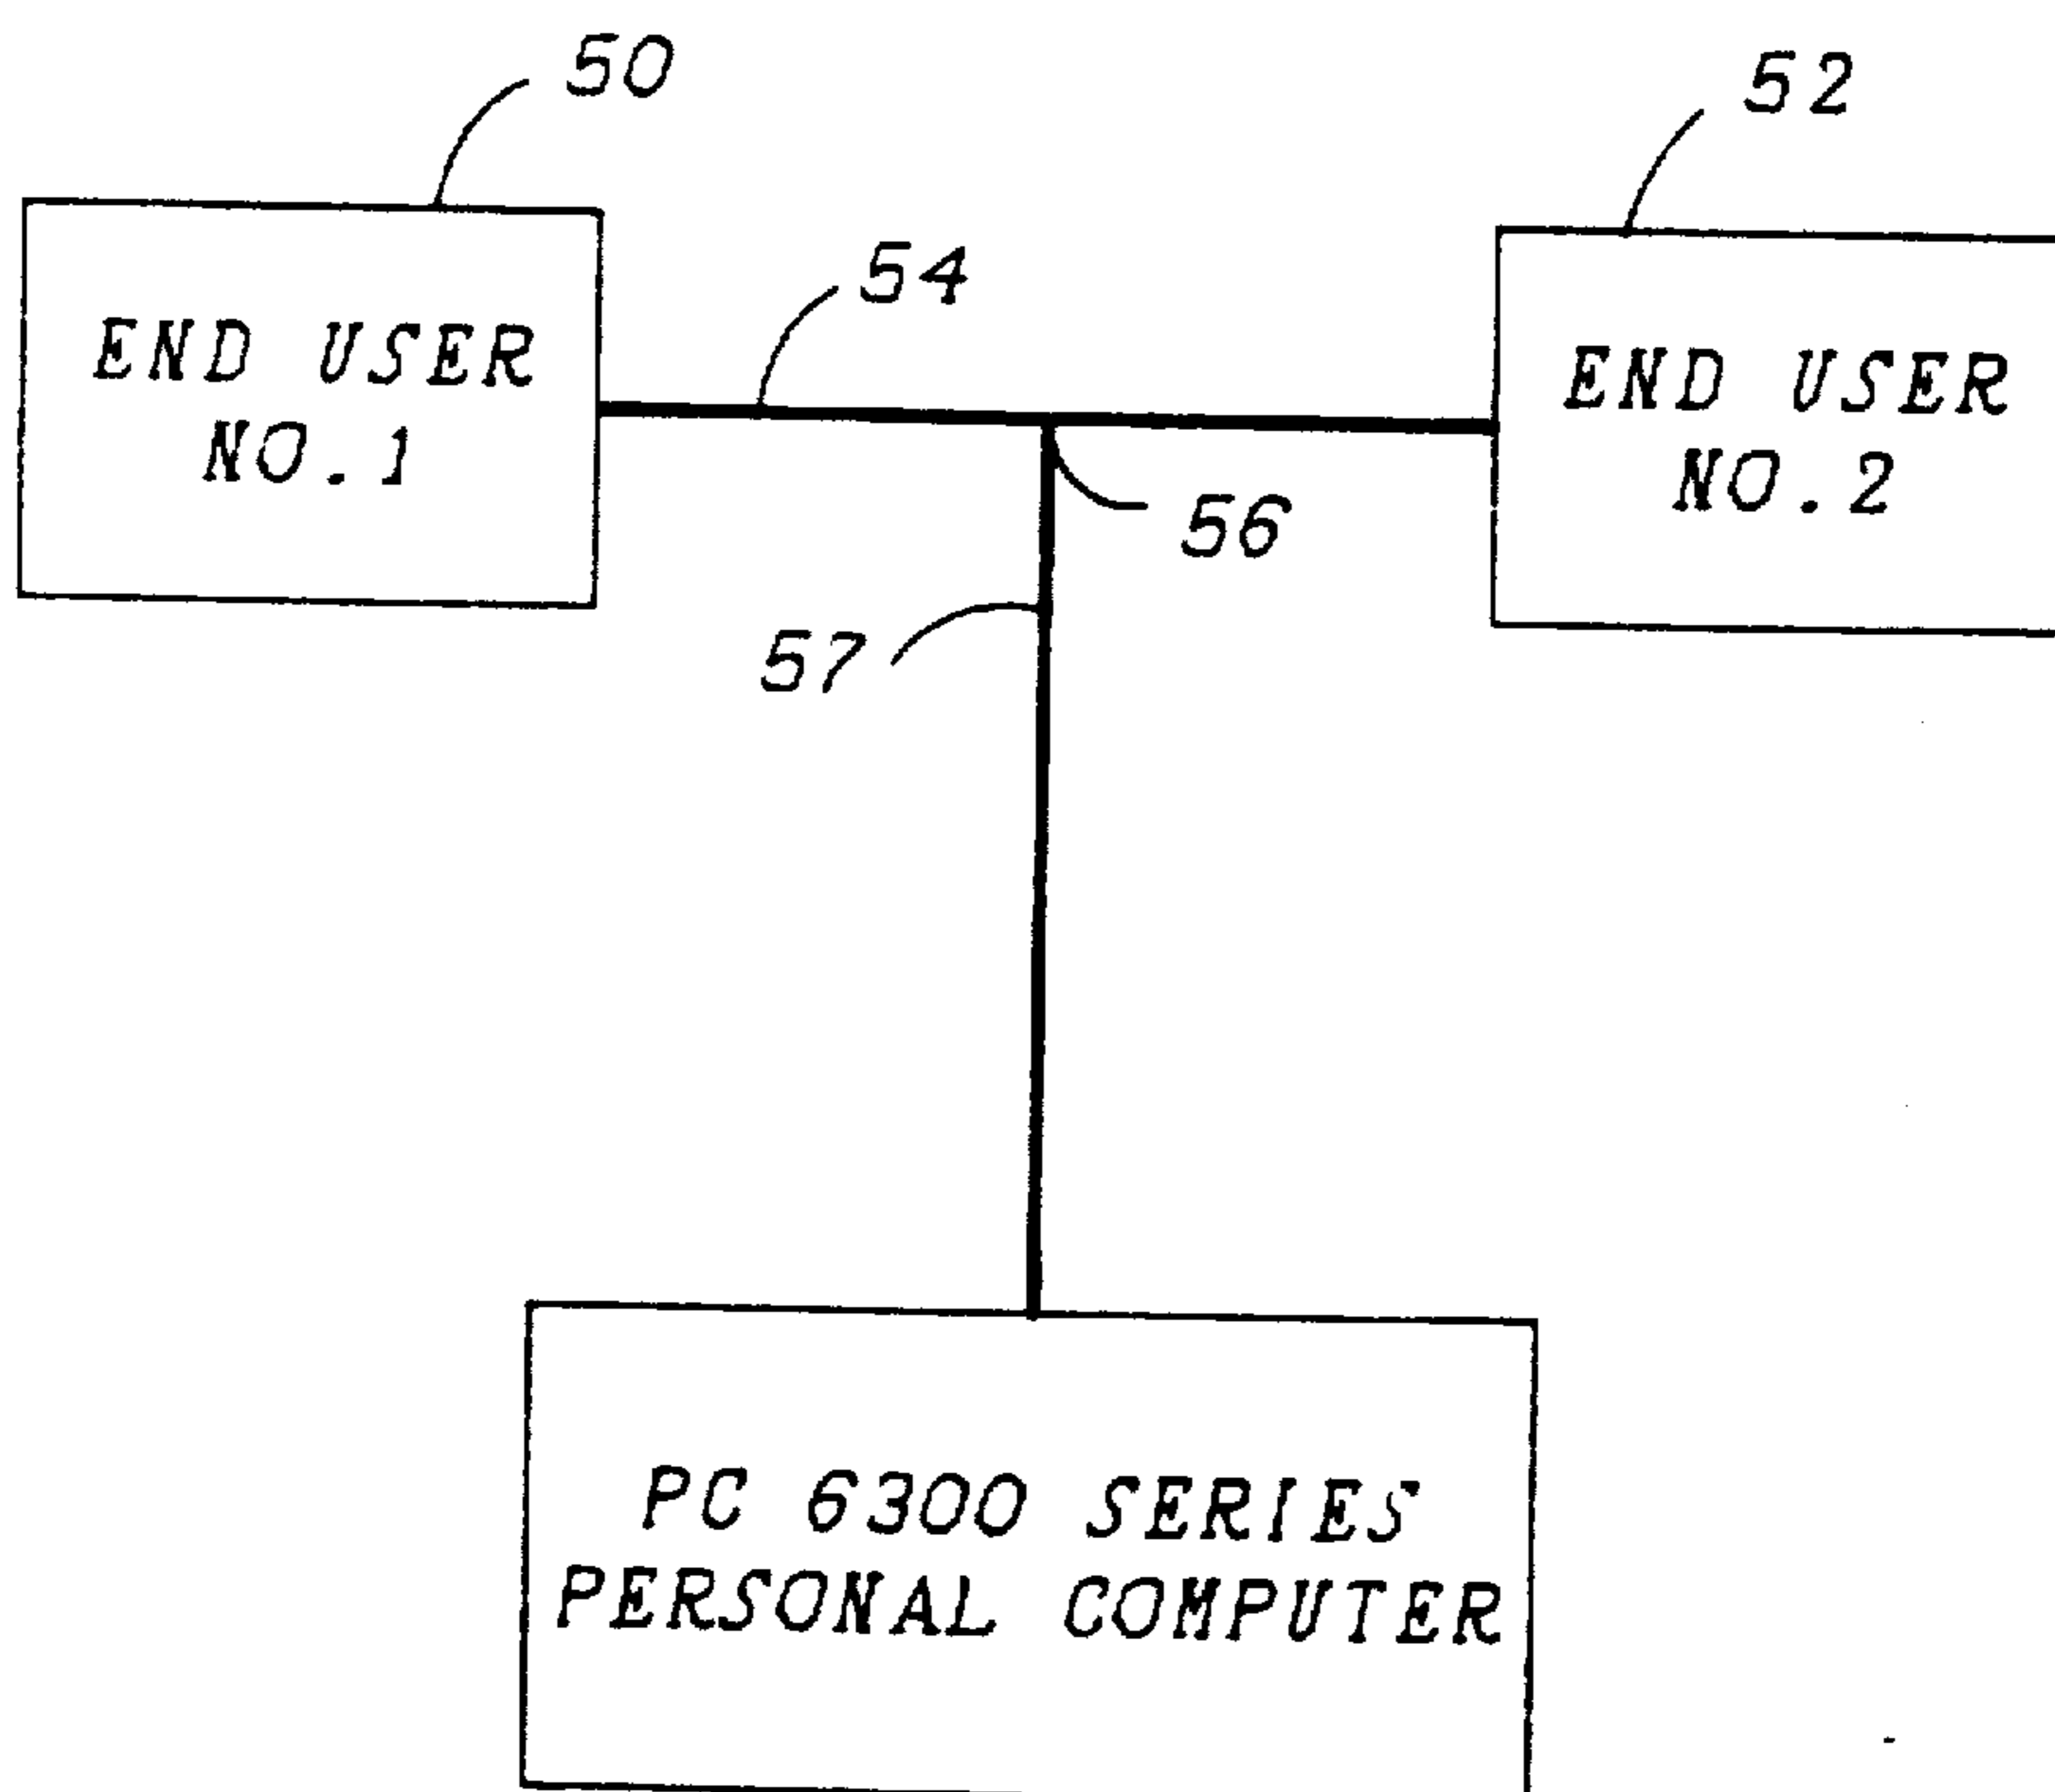 50
52
54
END USER
NO.1
END USER
NO.2
56
57
PC 6300 SERIES
PERSONAL COMPUTER